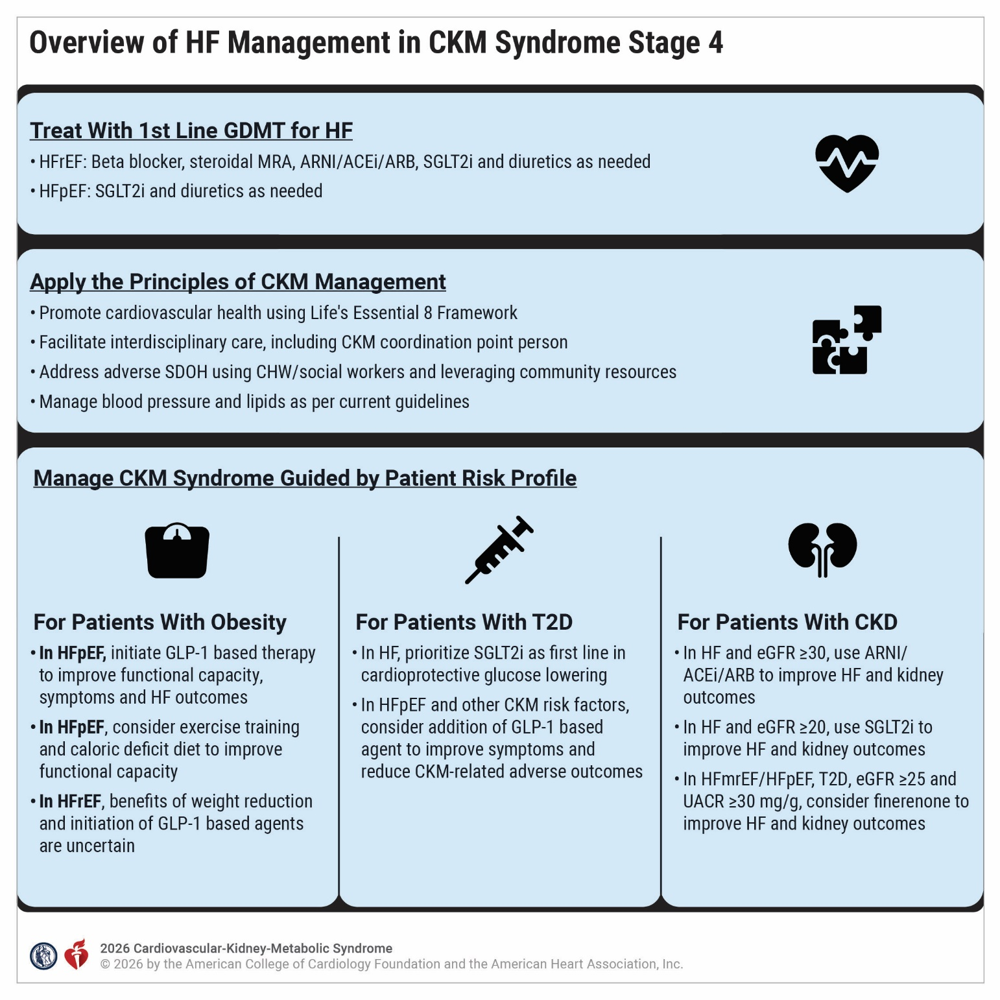 Overview of HF Management in CKM Syndrome Stage 4
Treat With 1st Line GDMT for HF
• HFrEF: Beta blocker, steroidal MRA, ARNI/ACEi/ARB, SGLT2i and diuretics as needed
• HFpEF: SGLT2i and diuretics as needed
Apply the Principles of CKM Management
• Promote cardiovascular health using Life's Essential 8 Framework
• Facilitate interdisciplinary care, including CKM coordination point person
• Address adverse SDOH using CHW/social workers and leveraging community resources
• Manage blood pressure and lipids as per current guidelines
Manage CKM Syndrome Guided by Patient Risk Profile
For Patients With Obesity
• In HFpEF, initiate GLP-1 based therapy
to improve functional capacity,
symptoms and HF outcomes
• In HFpEF, consider exercise training
and caloric deficit diet to improve
functional capacity
• In HFrEF, benefits of weight reduction
and initiation of GLP-1 based agents
are uncertain
For Patients With T2D
• In HF, prioritize SGLT2i as first line in
cardioprotective glucose lowering
• In HFpEF and other CKM risk factors,
consider addition of GLP-1 based
agent to improve symptoms and
reduce CKM-related adverse outcomes
For Patients With CKD
• In HF and eGFR ≥30, use ARNI/
ACEi/ARB to improve HF and kidney
outcomes
• In HF and eGFR ≥20, use SGLT2i to
improve HF and kidney outcomes
• In HFmrEF/HFpEF, T2D, eGFR ≥25 and
UACR ≥30 mg/g, consider finerenone to
improve HF and kidney outcomes
2026 Cardiovascular-Kidney-Metabolic Syndrome
© 2026 by the American College of Cardiology Foundation and the American Heart Association, Inc.